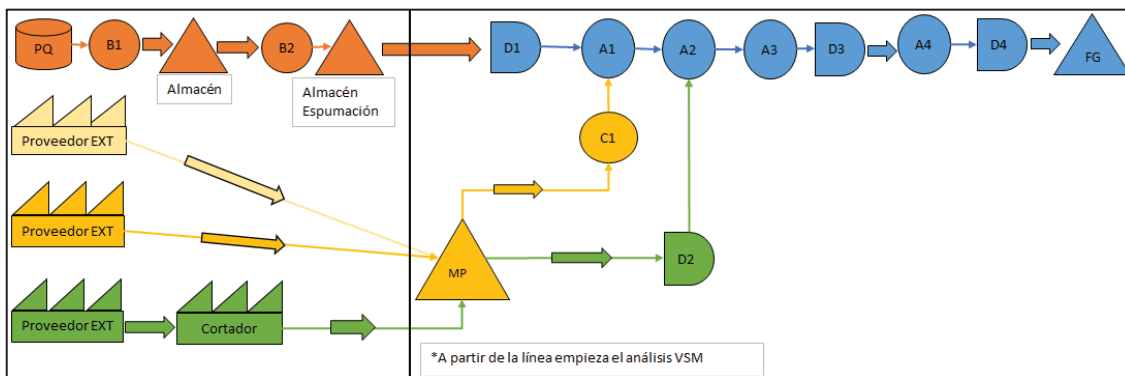 PQ
B1
B2
D1
A1
A2
A3
D3
A4
D4
FG
Almacén
Almacén
Espumación
Proveedor EXT
C1
Proveedor EXT
MP
D2
Proveedor EXT
Cortador
*A partir de la línea empieza el análisis VSM